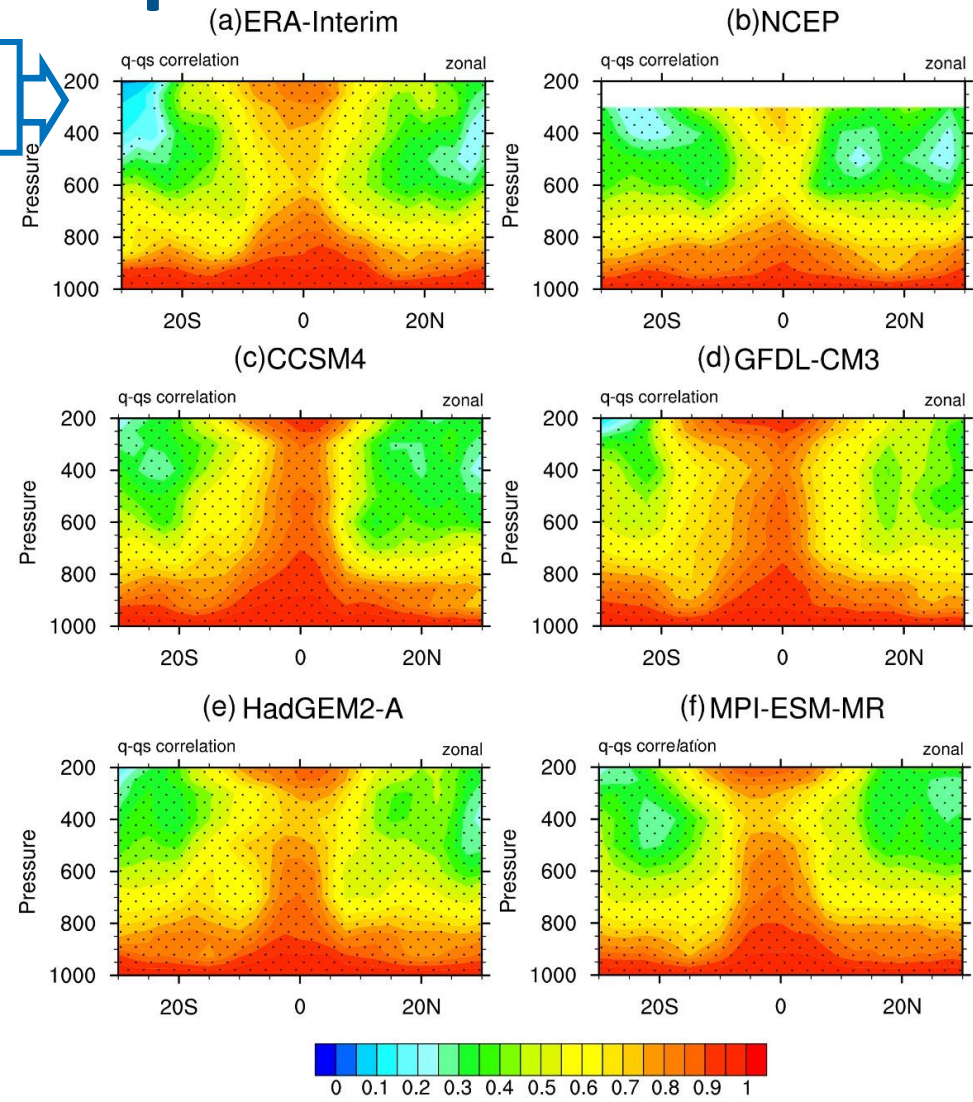 (a)ERA-Interim
(b)NCEP
q-qs correlation zonal
q-qs correlation zonal
200
400
600
800
1000
Pressure
20S 0 20N
200
400
600
800
1000
Pressure
20S 0 20N
(c)CCSM4
(d)GFDL-CM3
q-qs correlation zonal
q-qs correlation zonal
200
400
600
800
1000
Pressure
20S 0 20N
200
400
600
800
1000
Pressure
20S 0 20N
(e) HadGEM2-A
(f) MPI-ESM-MR
q-qs correlation zonal
q-qs correlation zonal
200
400
600
800
1000
Pressure
20S 0 20N
200
400
600
800
1000
Pressure
20S 0 20N
0 0.1 0.2 0.3 0.4 0.5 0.6 0.7 0.8 0.9 1